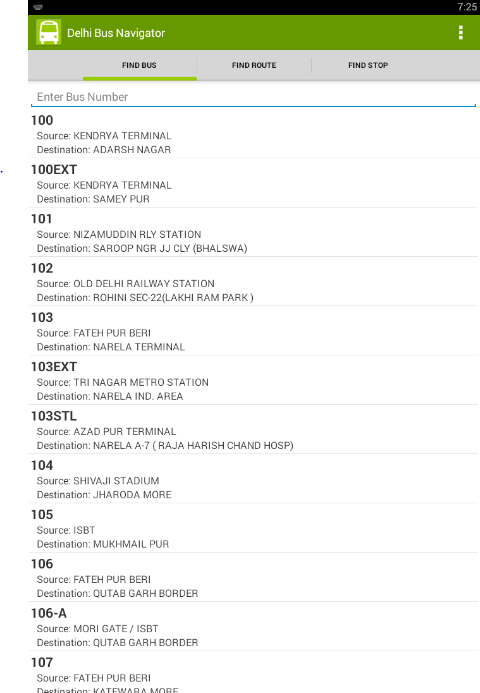 7:25
Delhi Bus Navigator
FIND BUS
FIND ROUTE
FIND STOP
Enter Bus Number
100
Source: KENDRYA TERMINAL
Destination: ADARSH NAGAR
100EXT
Source: KENDRYA TERMINAL
Destination: SAMEY PUR
101
Source: NIZAMUDDIN RLY STATION
Destination: SAROOP NGR JJ CLY (BHALSWA)
102
Source: OLD DELHI RAILWAY STATION
Destination: ROHINI SEC-22(LAKHI RAM PARK )
103
Source: FATEH PUR BERI
Destination: NARELA TERMINAL
103EXT
Source: TRI NAGAR METRO STATION
Destination: NARELA IND. AREA
103STL
Source: AZAD PUR TERMINAL
Destination: NARELA A-7 ( RAJA HARISH CHAND HOSP)
104
Source: SHIVAJI STADIUM
Destination: JHARODA MORE
105
Source: ISBT
Destination: MUKHMAIL PUR
106
Source: FATEH PUR BERI
Destination: QUTAB GARH BORDER
106-A
Source: MORI GATE / ISBT
Destination: QUTAB GARH BORDER
107
Source: FATEH PUR BERI
Destination: KATEWARA MORE